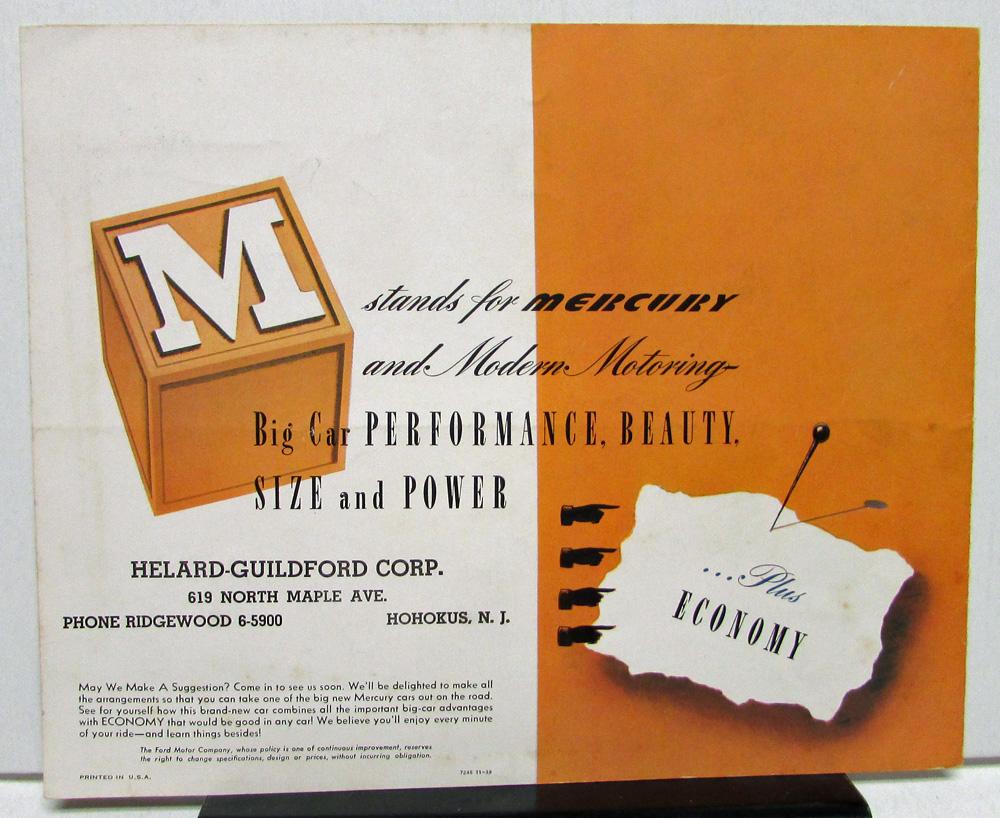 M
stands for MERCURY
and Modern Motoring-
Big Car PERFORMANCE, BEAUTY,
SIZE and POWER
...Plus
ECONOMY
HELARD-GUILDFORD CORP.
619 NORTH MAPLE AVE.
PHONE RIDGEWOOD 6-5900 HOHOKUS, N. J.
May We Make A Suggestion? Come in to see us soon. We'll be delighted to make all
the arrangements so that you can take one of the big new Mercury cars out on the road.
See for yourself how this brand-new car combines all the important big-car advantages
with ECONOMY that would be good in any car! We believe you'll enjoy every minute
of your ride—and learn things besides!
The Ford Motor Company, whose policy is one of continuous improvement, reserves
the right to change specifications, design or prices, without incurring obligation.
PRINTED IN U.S.A.